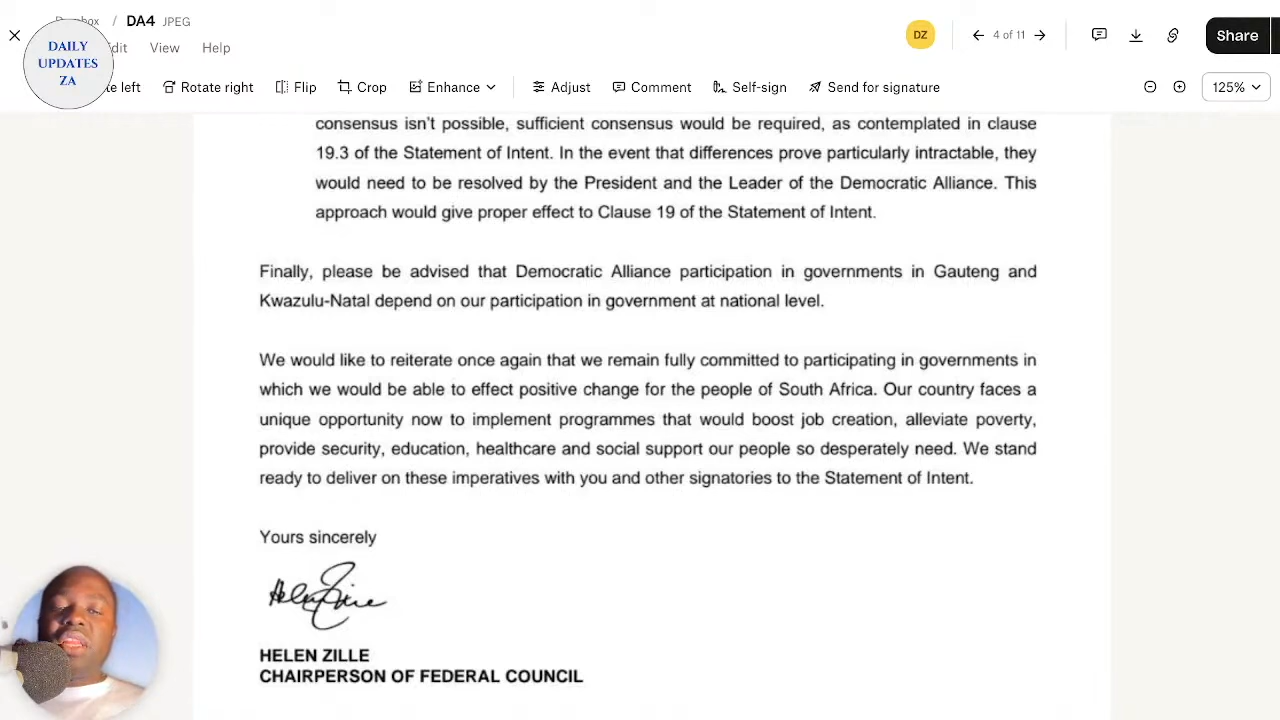 Dropbox / DA4 JPEG
DZ
4 of 11
Share
DAILY
UPDATES
ZA
Edit View Help
Rotate right Flip Crop Enhance Adjust Comment Self-sign Send for signature 125%
consensus isn't possible, sufficient consensus would be required, as contemplated in clause
19.3 of the Statement of Intent. In the event that differences prove particularly intractable, they
would need to be resolved by the President and the Leader of the Democratic Alliance. This
approach would give proper effect to Clause 19 of the Statement of Intent.
Finally, please be advised that Democratic Alliance participation in governments in Gauteng and
Kwazulu-Natal depend on our participation in government at national level.
We would like to reiterate once again that we remain fully committed to participating in governments in
which we would be able to effect positive change for the people of South Africa. Our country faces a
unique opportunity now to implement programmes that would boost job creation, alleviate poverty,
provide security, education, healthcare and social support our people so desperately need. We stand
ready to deliver on these imperatives with you and other signatories to the Statement of Intent.
Yours sincerely
Helen Zille
HELEN ZILLE
CHAIRPERSON OF FEDERAL COUNCIL